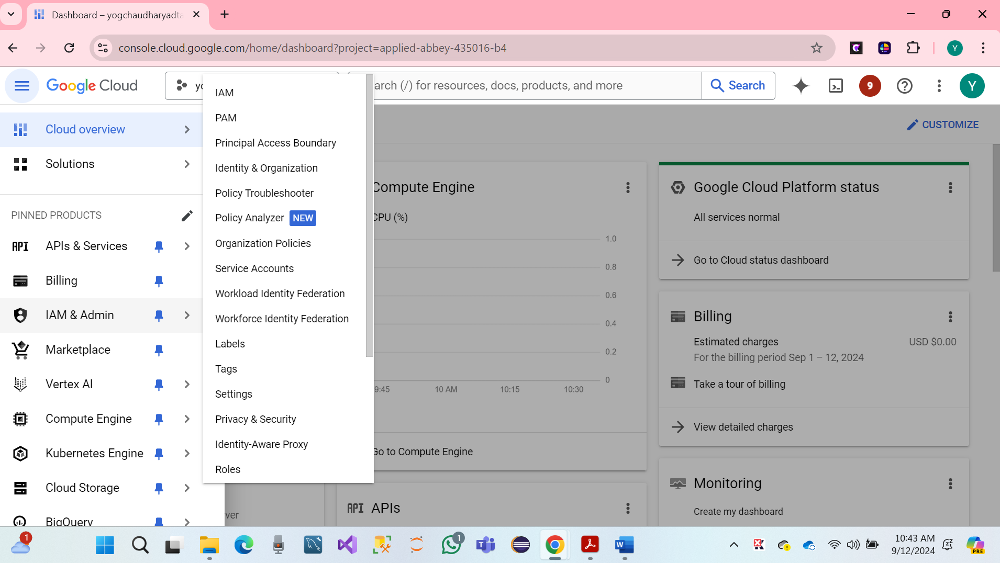 Dashboard – yogchaudharyadta
console.cloud.google.com/home/dashboard?project=applied-abbey-435016-b4
Y
Google Cloud
arch (/) for resources, docs, products, and more
Search
9
Y
Cloud overview
Solutions
PINNED PRODUCTS
API APIs & Services
Billing
IAM & Admin
Marketplace
Vertex AI
Compute Engine
Kubernetes Engine
Cloud Storage
BigQuery
IAM
PAM
Principal Access Boundary
Identity & Organization
Policy Troubleshooter
Policy Analyzer NEW
Organization Policies
Service Accounts
Workload Identity Federation
Workforce Identity Federation
Labels
Tags
Settings
Privacy & Security
Identity-Aware Proxy
Roles
CUSTOMIZE
Compute Engine
CPU (%)
1.0
0.8
0.6
0.4
0.2
0
9:45
10 AM
10:15
10:30
Go to Compute Engine
API APIs
Google Cloud Platform status
All services normal
Go to Cloud status dashboard
Billing
Estimated charges
USD $0.00
For the billing period Sep 1 – 12, 2024
Take a tour of billing
View detailed charges
Monitoring
Create my dashboard
1
1
10:43 AM
9/12/2024
PRE